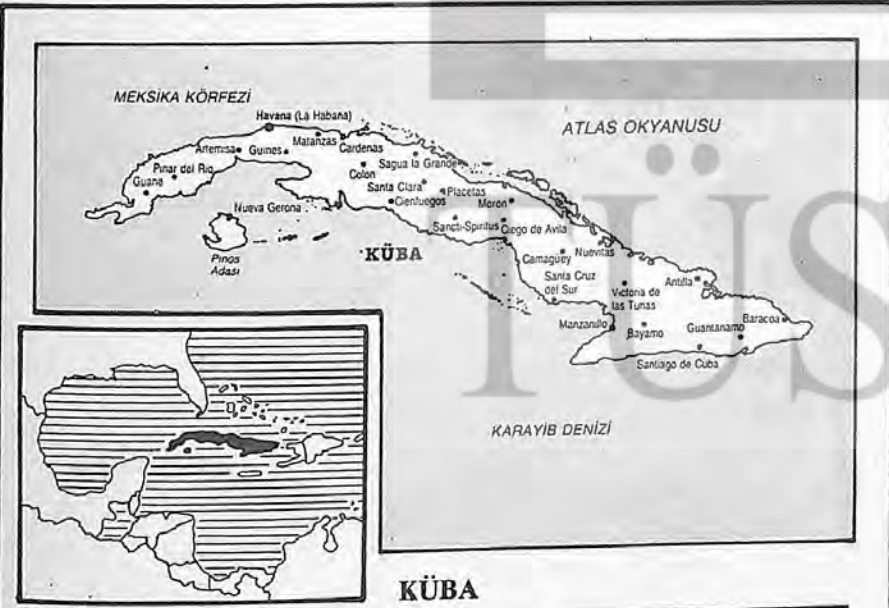 MEKSİKA KÖRFEZİ
Havana (La Habana)
ATLAS OKYANUSU
Matanzas
Cardenas
Artemisa
Guines
Sagua la Grande
Pinar del Rio
Colon
Guane
Santa Clara
Placetas
Cienfuegos
Moron
Nueva Gerona
Sancti-Spiritus
Ciego de Avila
Pinos
Adası
KÜBA
Camagüey
Nuevitas
Santa Cruz
del Sur
Victoria de
las Tunas
Antilla
Manzanillo
Bayamo
Guantanamo
Baracoa
Santiago de Cuba
KARAYİB DENİZİ
TÜS
KÜBA